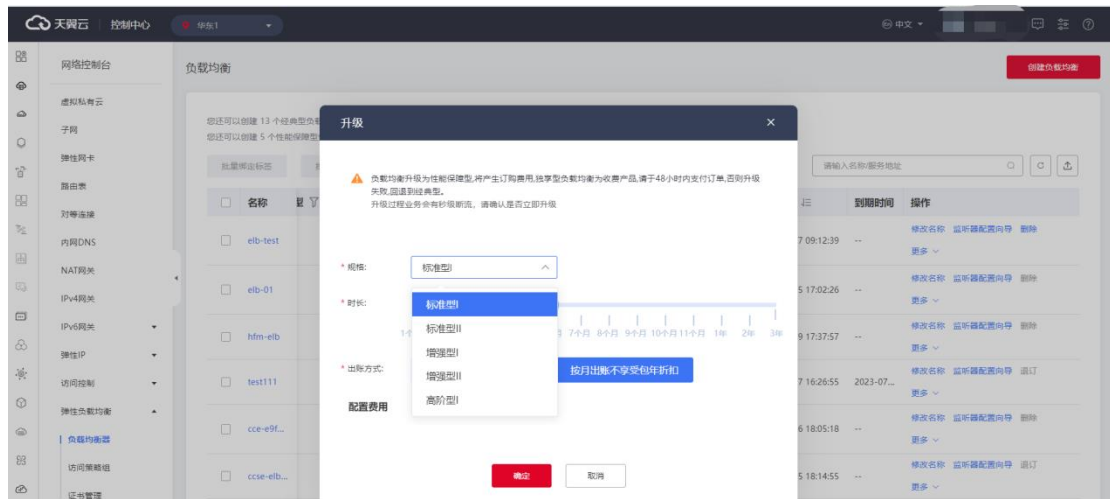 天翼云 控制中心 华东1 中文
网络控制台
虚拟私有云
子网
弹性网卡
路由表
对等连接
内网DNS
NAT网关
IPv4网关
IPv6网关
弹性IP
访问控制
弹性负载均衡
负载均衡器
访问策略组
证书管理
负载均衡 创建负载均衡
您还可以创建 13 个经典型负
您还可以创建 5 个性能保障型
批量绑定标签 请输入名称/服务地址
名称 到期时间 操作
elb-test 7 09:12:39 -- 修改名称 监听器配置向导 删除
更多
elb-01 5 17:02:26 -- 修改名称 监听器配置向导 删除
更多
hfm-elb 9 17:37:57 -- 修改名称 监听器配置向导 删除
更多
test111 7 16:26:55 2023-07... 修改名称 监听器配置向导 退订
更多
cce-e9f... 6 18:05:18 -- 修改名称 监听器配置向导 删除
更多
ccse-elb... 5 18:14:55 -- 修改名称 监听器配置向导 退订
更多
升级
负载均衡升级为性能保障型,将产生订购费用,独享型负载均衡为收费产品,请于48小时内支付订单,否则升级
失败,回退到经典型。
升级过程业务会有秒级断流，请确认是否立即升级
* 规格: 标准型I
标准型I
标准型II
增强型I
增强型II
高阶型I
* 时长:
7个月 8个月 9个月 10个月 11个月 1年 2年 3年
* 出账方式: 按月出账不享受包年折扣
配置费用
确定 取消